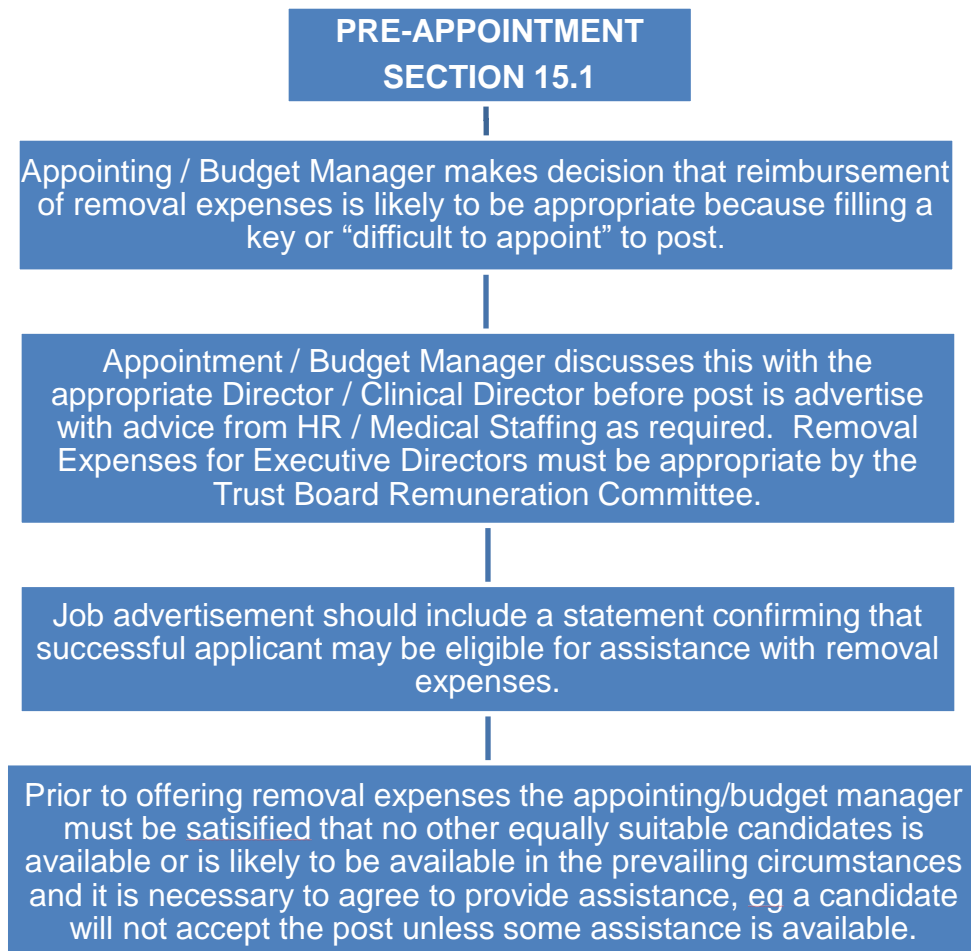 PRE-APPOINTMENT
SECTION 15.1
Appointing / Budget Manager makes decision that reimbursement
of removal expenses is likely to be appropriate because filling a
key or “difficult to appoint” to post.
Appointment / Budget Manager discusses this with the
appropriate Director / Clinical Director before post is advertise
with advice from HR / Medical Staffing as required.  Removal
Expenses for Executive Directors must be appropriate by the
Trust Board Remuneration Committee.
Job advertisement should include a statement confirming that
successful applicant may be eligible for assistance with removal
expenses.
Prior to offering removal expenses the appointing/budget manager
must be satisified that no other equally suitable candidates is
available or is likely to be available in the prevailing circumstances
and it is necessary to agree to provide assistance, eg a candidate
will not accept the post unless some assistance is available.